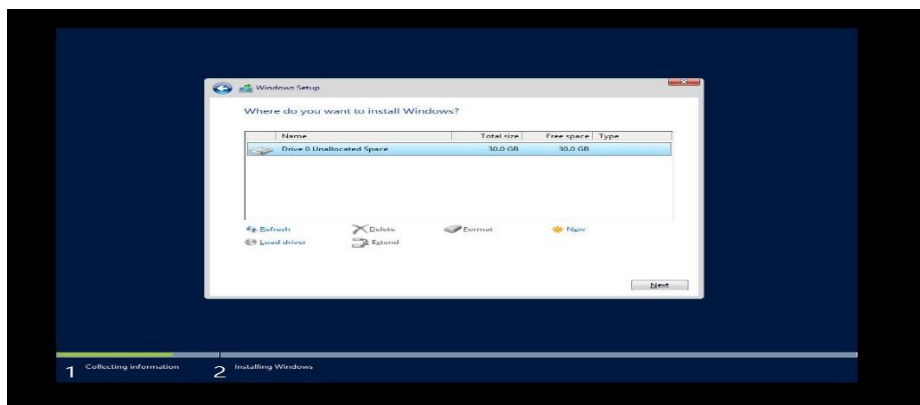 Windows Setup
Where do you want to install Windows?
Name Total size Free space Type
Drive 0 Unallocated Space 30.0 GB 30.0 GB
Refresh Delete Format New
Load driver Extend
Next
1 Collecting information 2 Installing Windows